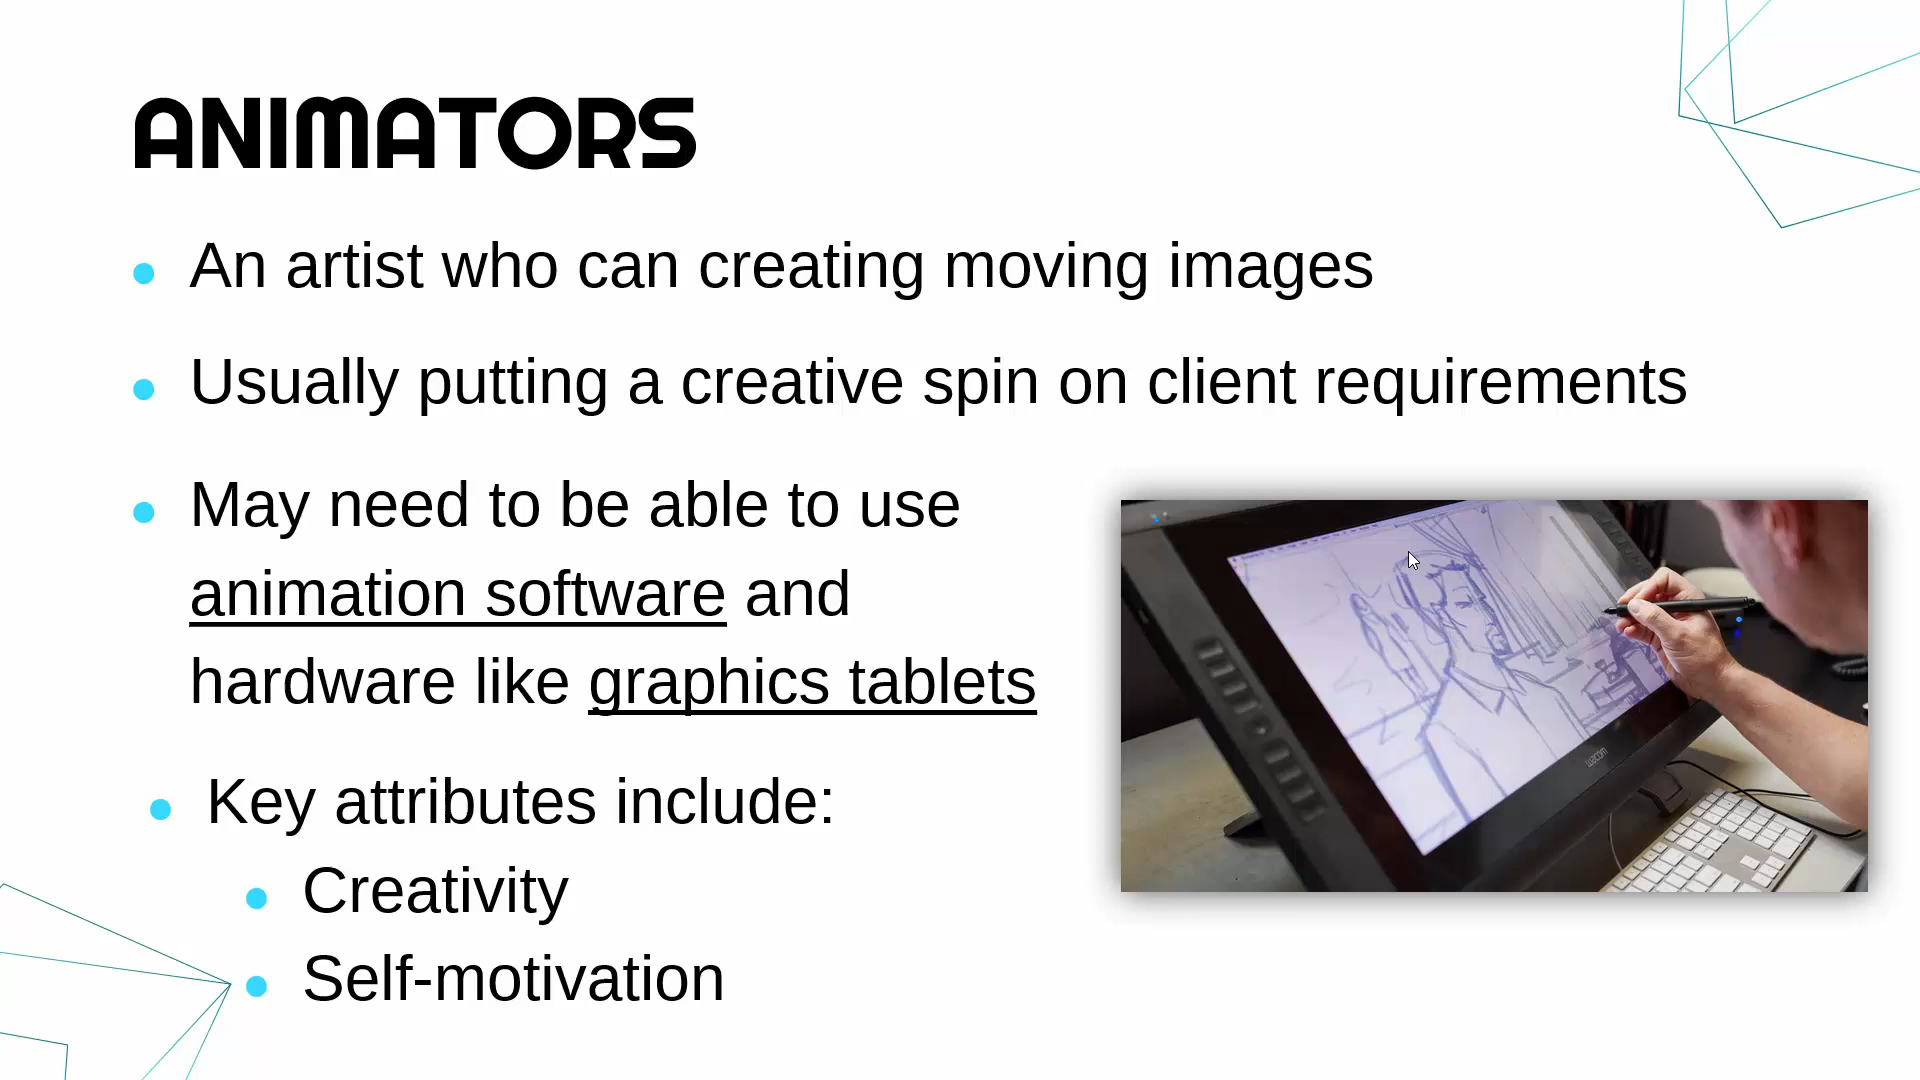 ANIMATORS
An artist who can creating moving images
Usually putting a creative spin on client requirements
May need to be able to use
animation software and
hardware like graphics tablets
wacom
Key attributes include:
Creativity
Self-motivation